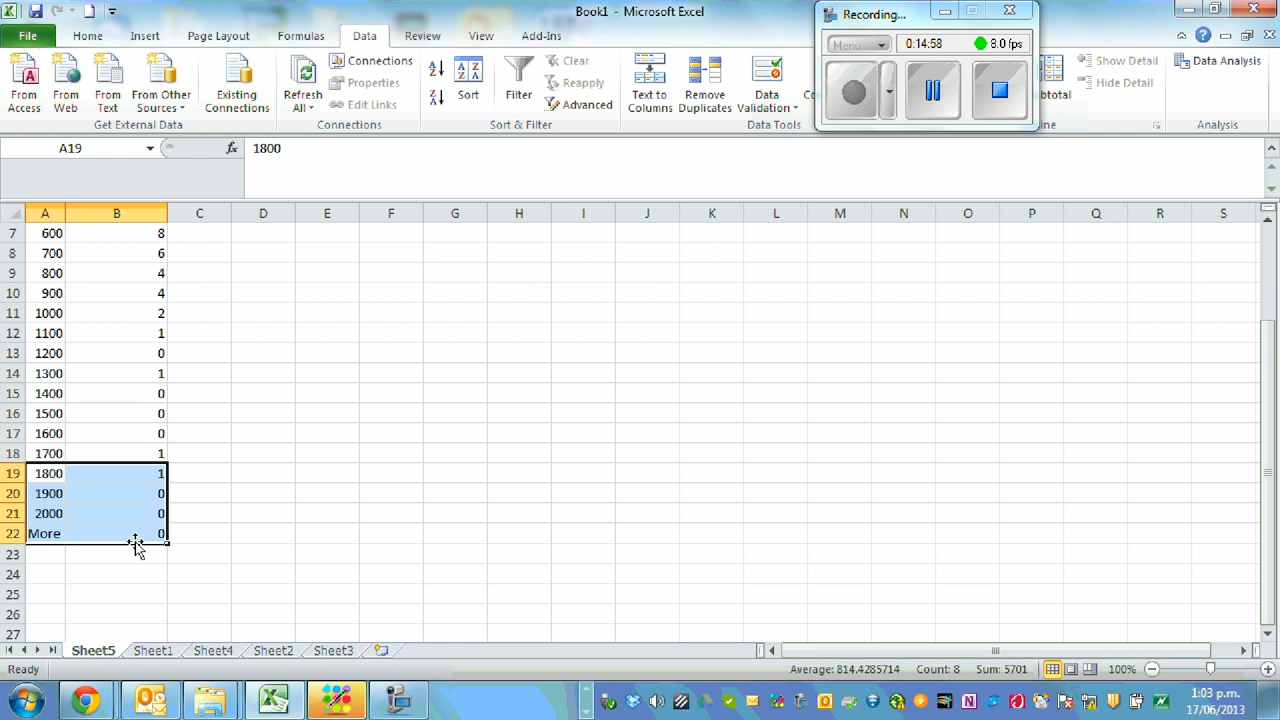 Book1 - Microsoft Excel
Recording...
File Home Insert Page Layout Formulas Data Review View Add-Ins
Menu 0:14:58 8.0 fps
From Access
From Web
From Text
From Other Sources
Existing Connections
Get External Data
Refresh All
Connections
Properties
Edit Links
Connections
Sort
Filter
Clear
Reapply
Advanced
Sort & Filter
Text to Columns
Remove Duplicates
Data Validation
Data Tools
Show Detail
Hide Detail
Data Analysis
Analysis
A19 fx 1800
A B C D E F G H I J K L M N O P Q R S
7 600 8
8 700 6
9 800 4
10 900 4
11 1000 2
12 1100 1
13 1200 0
14 1300 1
15 1400 0
16 1500 0
17 1600 0
18 1700 1
19 1800 1
20 1900 0
21 2000 0
22 More 0
23
24
25
26
27
Sheet5 Sheet1 Sheet4 Sheet2 Sheet3
Ready Average: 814.4285714 Count: 8 Sum: 5701 100%
1:03 p.m.
17/06/2013